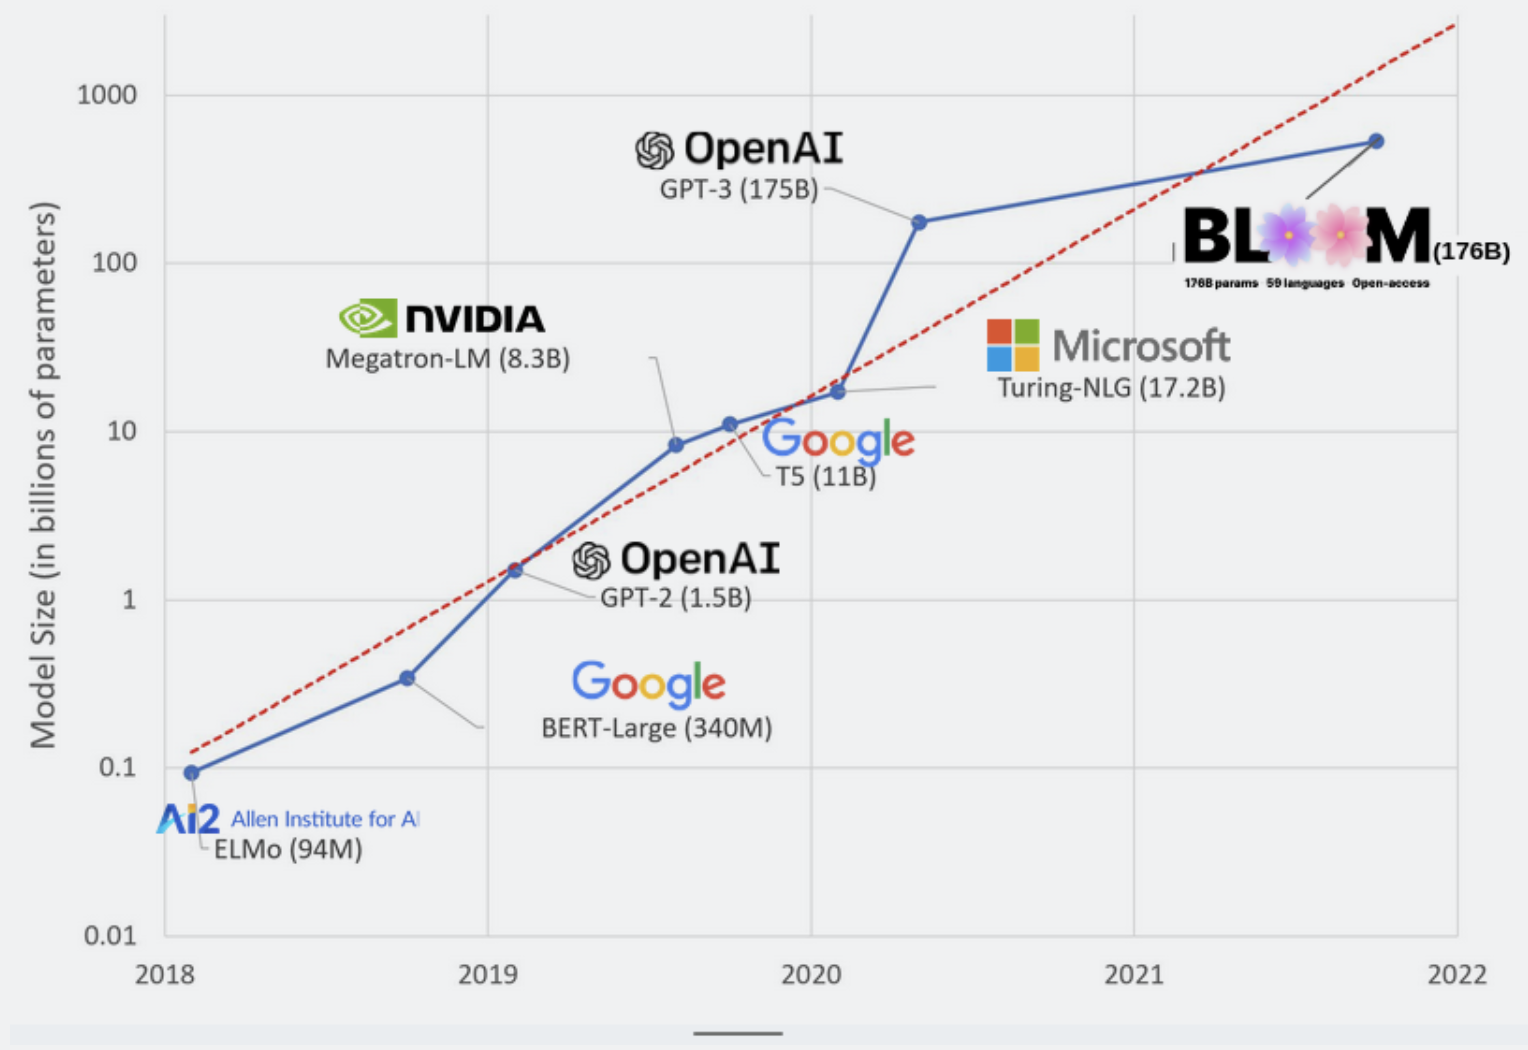 1000
100
10
1
0.1
0.01
Model Size (in billions of parameters)
OpenAI
GPT-3 (175B)
BLOOM (176B)
176B params 59 languages Open-access
NVIDIA
Megatron-LM (8.3B)
Microsoft
Turing-NLG (17.2B)
Google
T5 (11B)
OpenAI
GPT-2 (1.5B)
Google
BERT-Large (340M)
Ai2 Allen Institute for AI
ELMo (94M)
2018 2019 2020 2021 2022